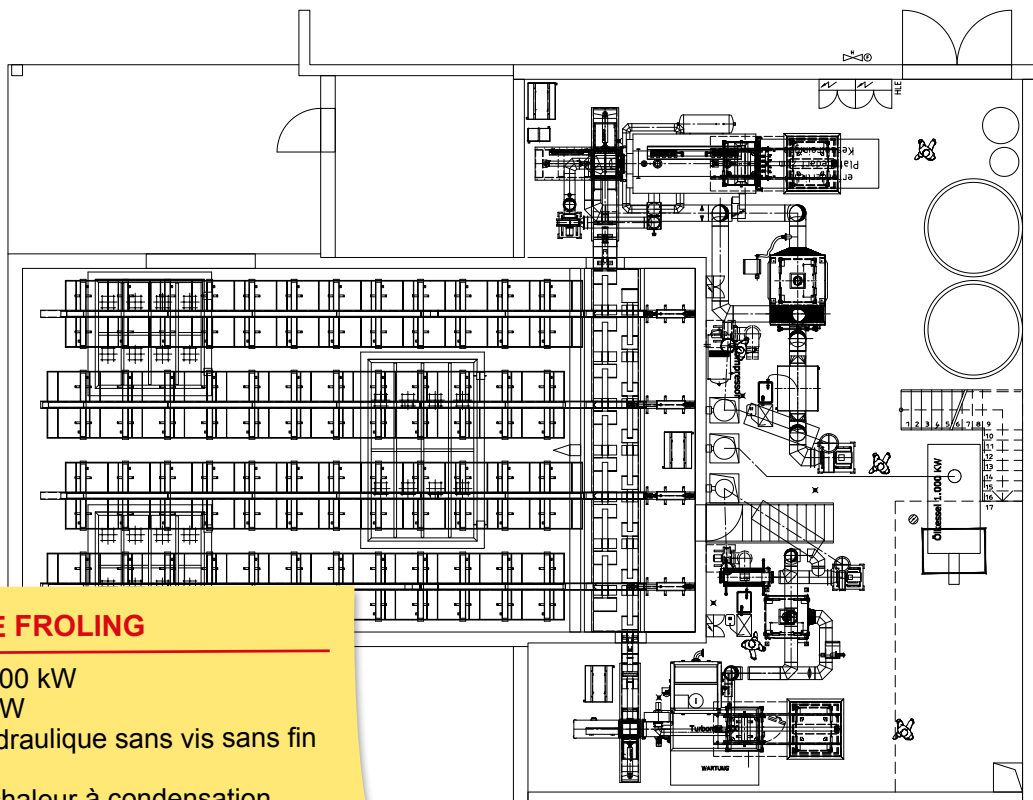 H
HLE
Kompressor
1 2 3 4 5 6 7 8 9
10
11
12
13
14
15
16
17
Ölkessel 1.000 KW
WARTUNG
E FROLING
00 kW
W
draulique sans vis sans fin
haleur à condensation